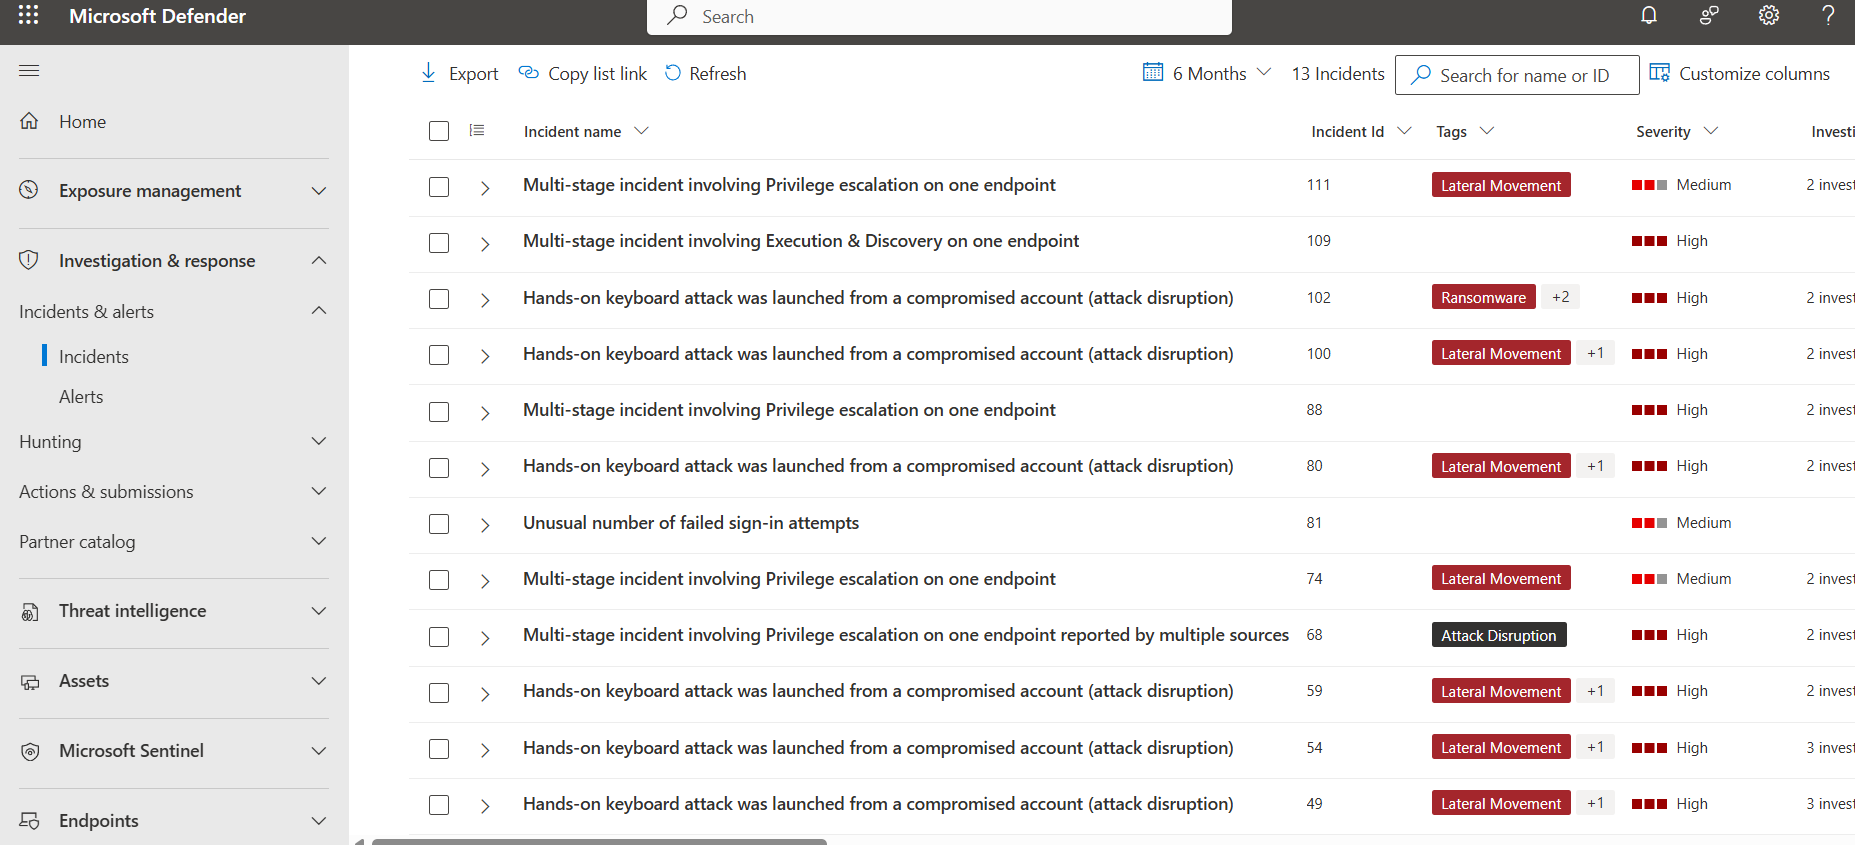 Microsoft Defender
Search
Home
Exposure management
Investigation & response
Incidents & alerts
Incidents
Alerts
Hunting
Actions & submissions
Partner catalog
Threat intelligence
Assets
Microsoft Sentinel
Endpoints
Export Copy list link Refresh 6 Months 13 Incidents Search for name or ID Customize columns
Incident name Incident Id Tags Severity Investi
Multi-stage incident involving Privilege escalation on one endpoint 111 Lateral Movement Medium 2 invest
Multi-stage incident involving Execution & Discovery on one endpoint 109 High
Hands-on keyboard attack was launched from a compromised account (attack disruption) 102 Ransomware +2 High 2 invest
Hands-on keyboard attack was launched from a compromised account (attack disruption) 100 Lateral Movement +1 High 2 invest
Multi-stage incident involving Privilege escalation on one endpoint 88 High 2 invest
Hands-on keyboard attack was launched from a compromised account (attack disruption) 80 Lateral Movement +1 High 2 invest
Unusual number of failed sign-in attempts 81 Medium
Multi-stage incident involving Privilege escalation on one endpoint 74 Lateral Movement Medium 2 invest
Multi-stage incident involving Privilege escalation on one endpoint reported by multiple sources 68 Attack Disruption High 2 invest
Hands-on keyboard attack was launched from a compromised account (attack disruption) 59 Lateral Movement +1 High 2 invest
Hands-on keyboard attack was launched from a compromised account (attack disruption) 54 Lateral Movement +1 High 3 invest
Hands-on keyboard attack was launched from a compromised account (attack disruption) 49 Lateral Movement +1 High 3 invest